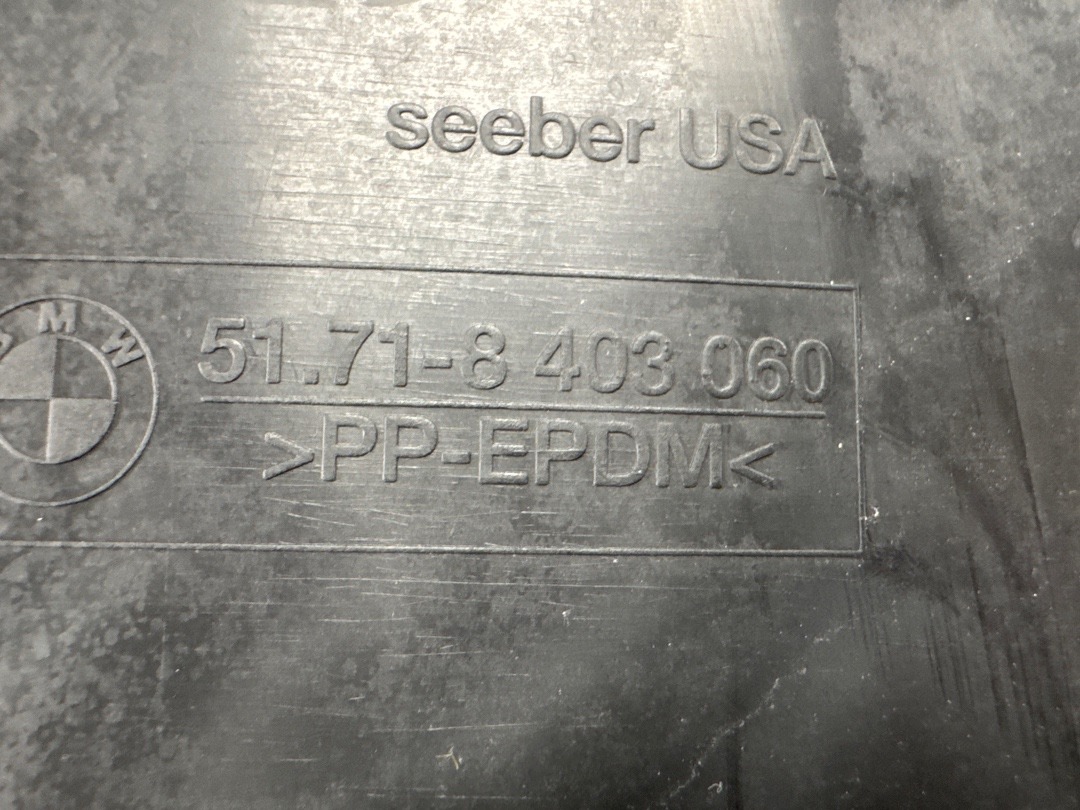 seeber USA
BMW
51.71-8 403 060
>PP-EPDM<